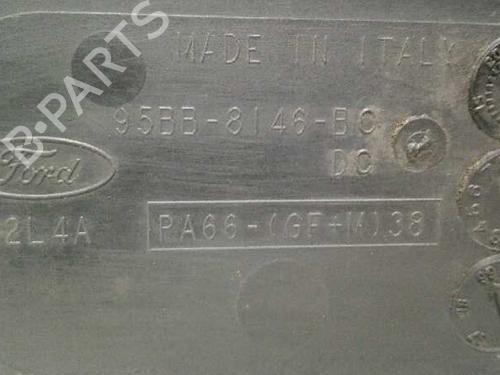 MADE IN ITALY
B-PARTS
95BB-8146-BC
DC
Ford
2L4A
PA66-(GF+M)38